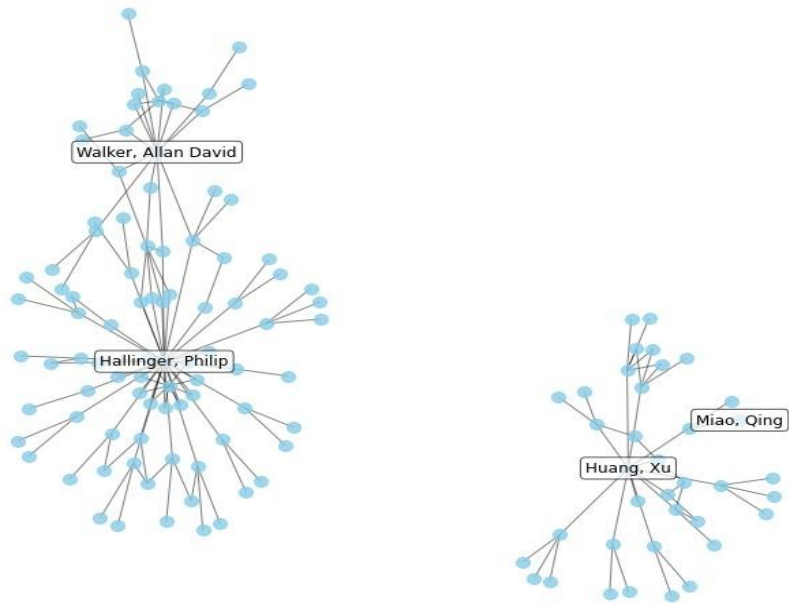 Walker, Allan David
Hallinger, Philip
Miao, Qing
Huang, Xu